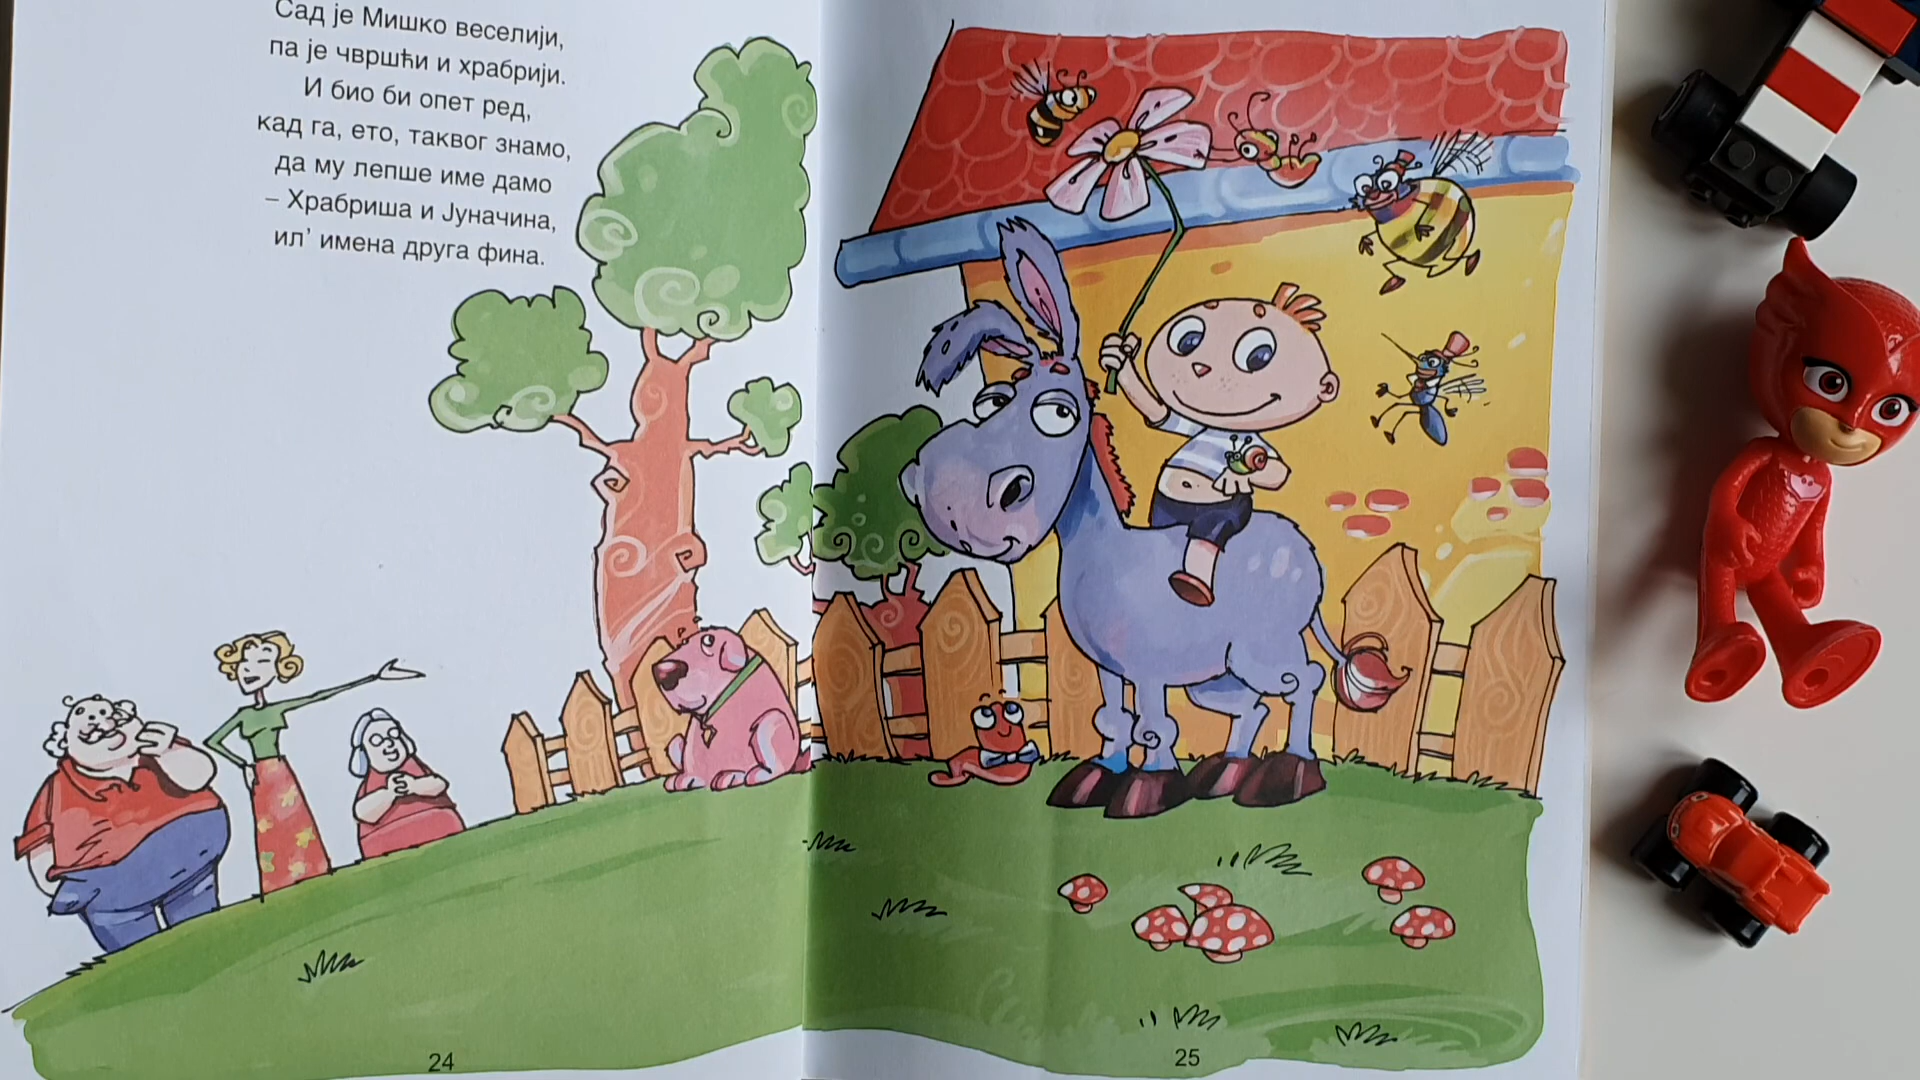 Сад је Мишко веселији,
па је чвршћи и храбрији.
И био би опет ред,
кад га, ето, таквог знамо,
да му лепше име дамо
– Храбриша и Јуначина,
ил’ имена друга фина.
24
25